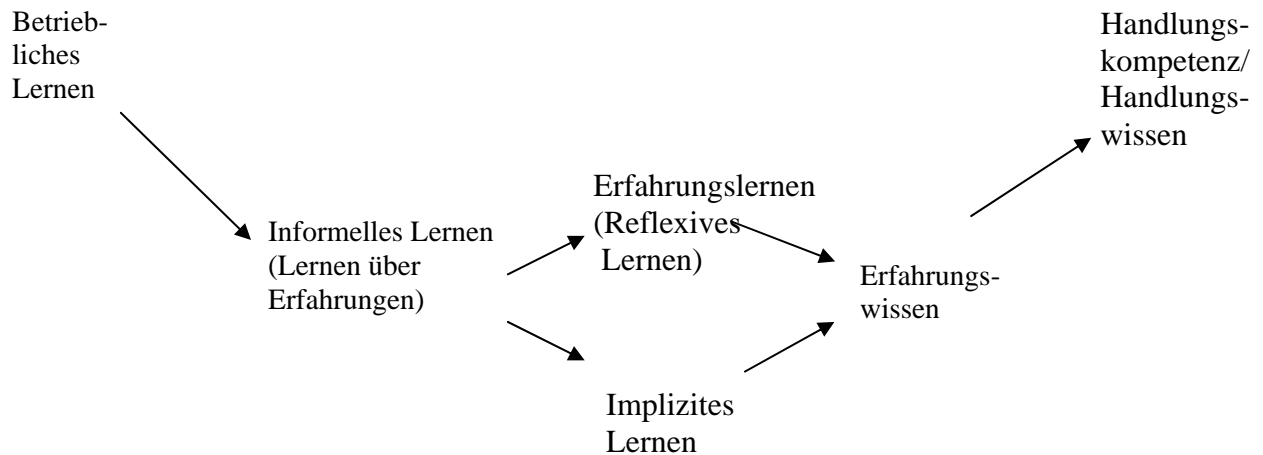 Betrieb-
liches
Lernen
Informelles Lernen
(Lernen über
Erfahrungen)
Erfahrungslernen
(Reflexives
Lernen)
Implizites
Lernen
Erfahrungs-
wissen
Handlungs-
kompetenz/
Handlungs-
wissen